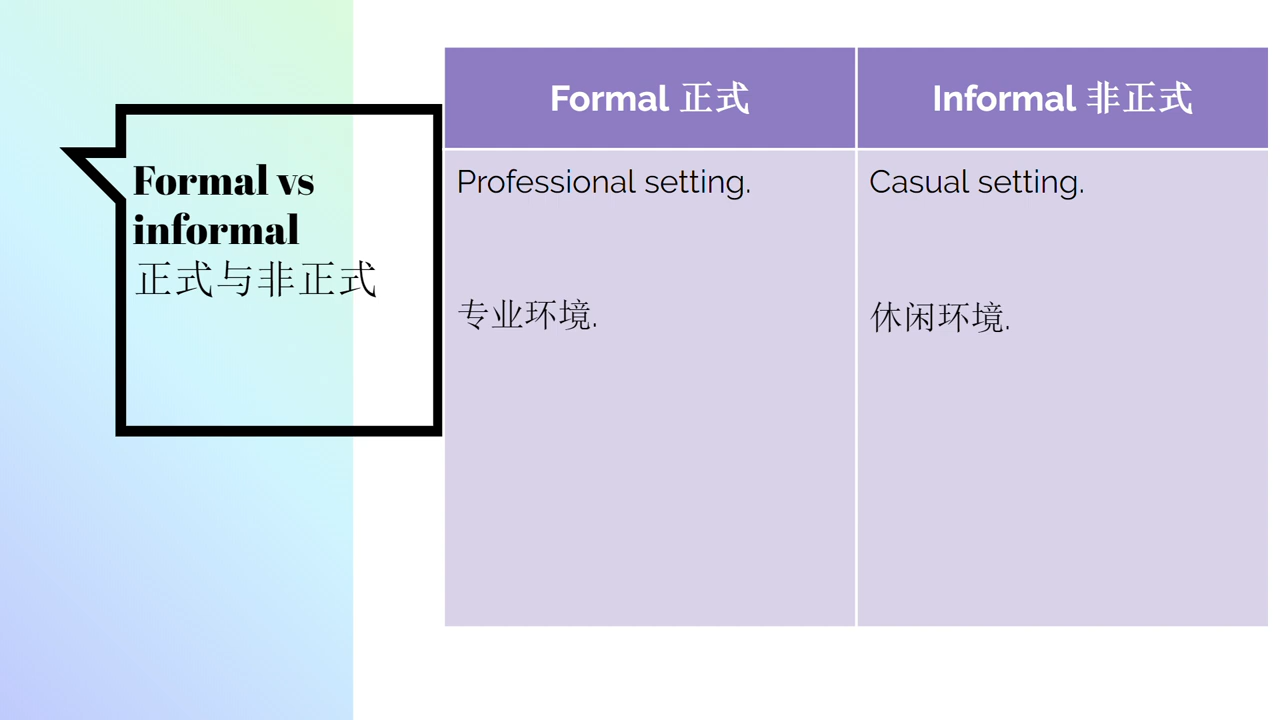 Formal vs
informal
正式与非正式
Formal 正式
Informal 非正式
Professional setting.
Casual setting.
专业环境.
休闲环境.